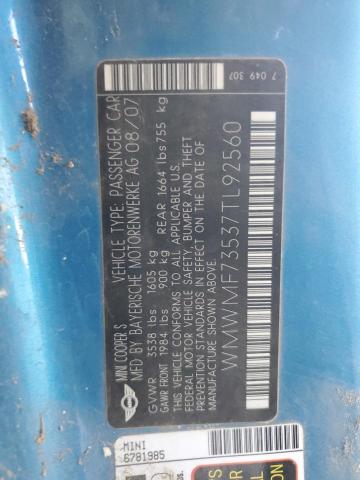 MINI COOPER S
VEHICLE TYPE: PASSENGER CAR
MFD BY BAYERISCHE MOTORENWERKE AG 08/07
GVWR 3538 lbs 1605 kg
GAWR FRONT 1984 lbs 900 kg REAR 1664 lbs 755 kg
THIS VEHICLE CONFORMS TO ALL APPLICABLE U.S.
FEDERAL MOTOR VEHICLE SAFETY, BUMPER AND THEFT
PREVENTION STANDARDS IN EFFECT ON THE DATE OF
MANUFACTURE SHOWN ABOVE.
WMWMF73537TL92560
7 049 307
MINI
6781985